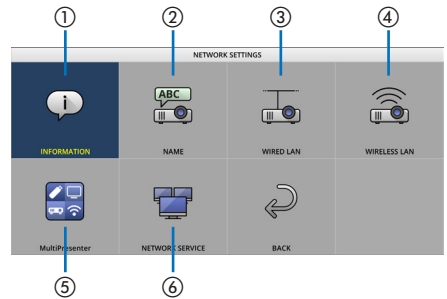 ① ② ③ ④
NETWORK SETTINGS
ABC
INFORMATION NAME WIRED LAN WIRELESS LAN
MultiPresenter NETWORK SERVICE BACK
⑤ ⑥